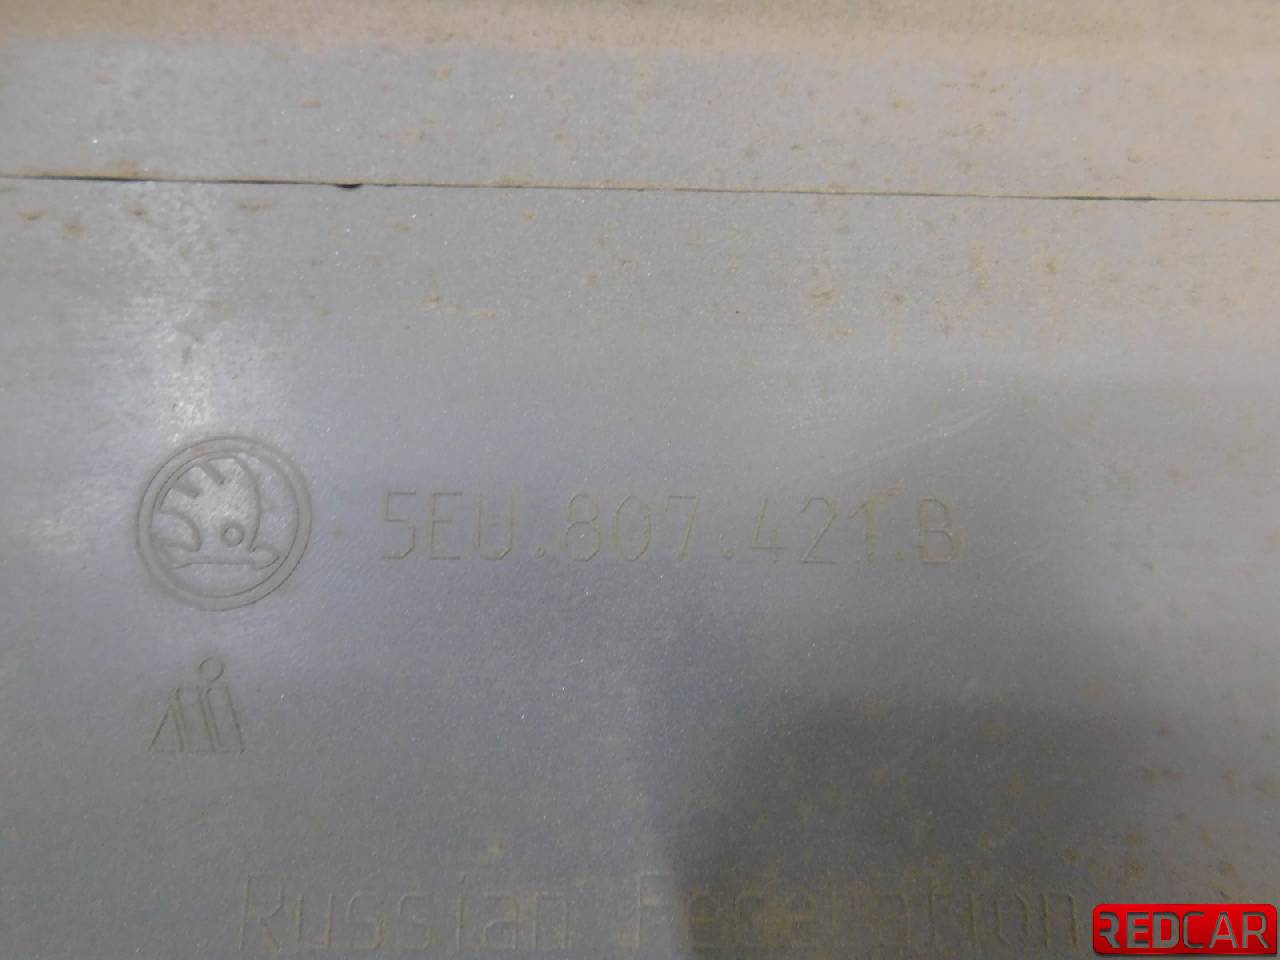 5EU.807.421.B
Russian Federation
REDCAR